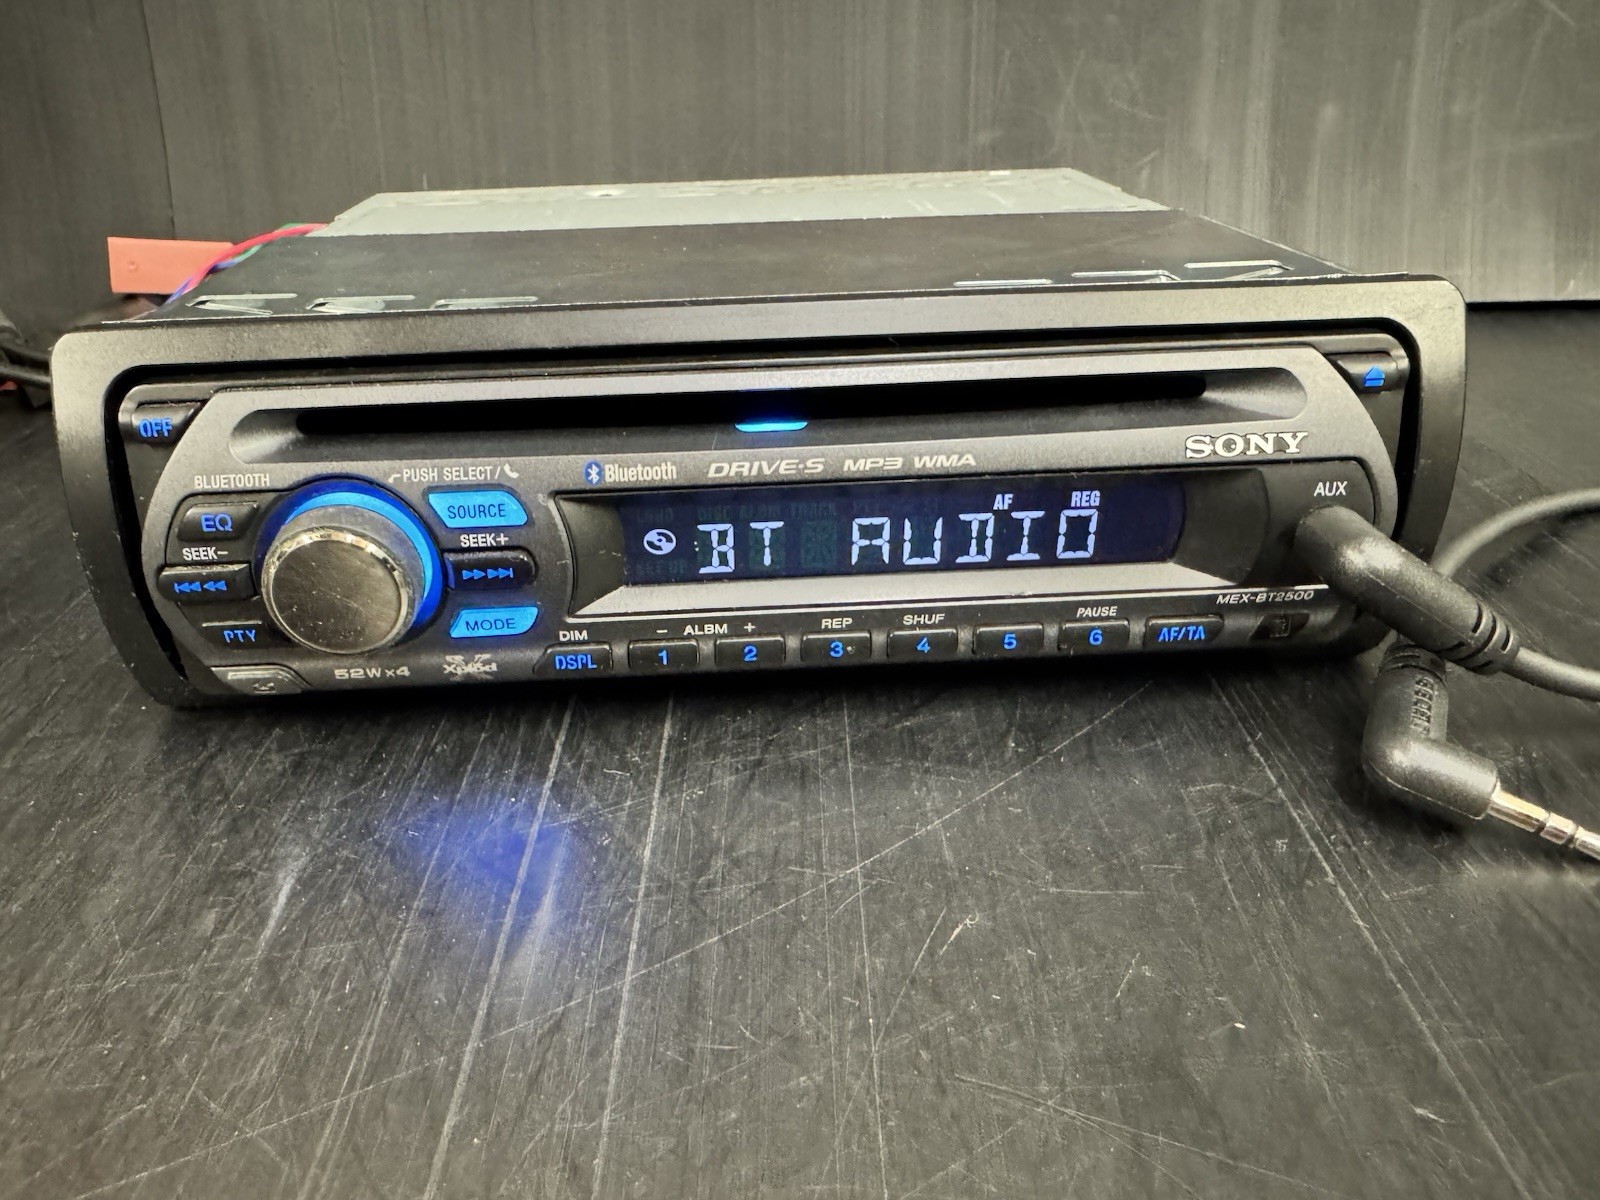 OFF
SONY
BLUETOOTH
PUSH SELECT /
Bluetooth DRIVE·S MP3 WMA
EQ
SOURCE
AUX
AF REG
BT AUDIO
SEEK-
SEEK+
MODE
MEX-BT2500
PTY
DIM
- ALBM +
REP
SHUF
PAUSE
DSPL
1
2
3
4
5
6
AF/TA
52W×4
Xplod